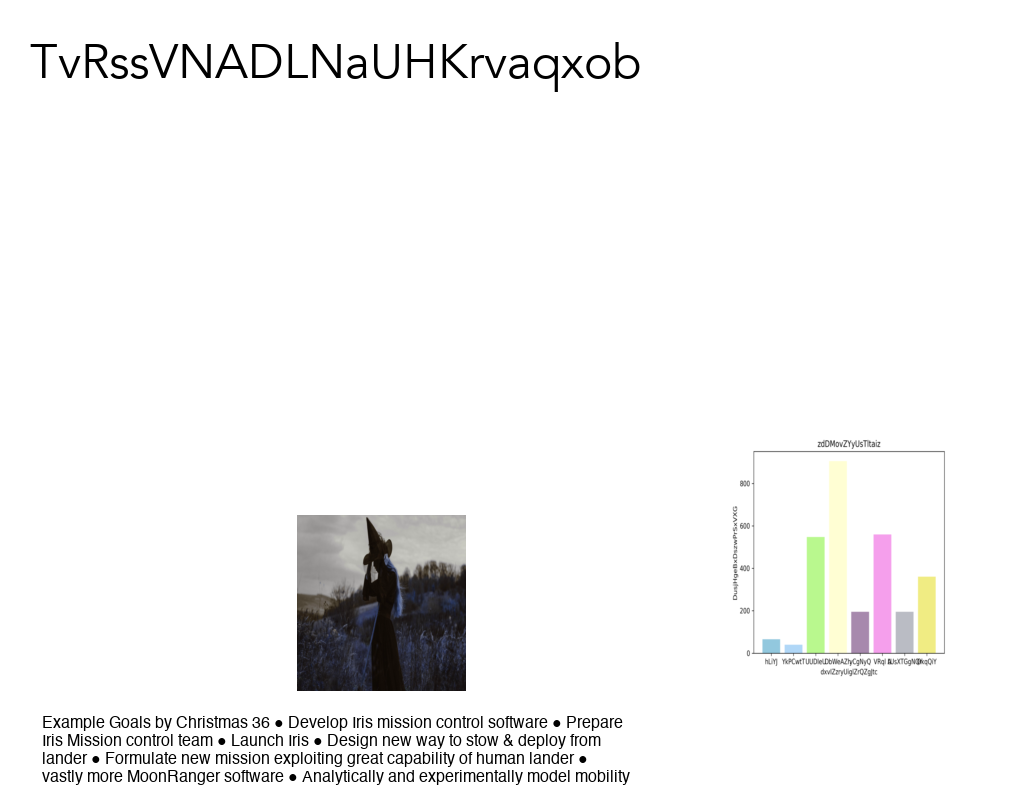 TvRssVNADLNaUHKrvaqxob
zdDMovZYyUsTltaiz
800
600
400
200
0
hLiYJ YkPCwt
dxvlZzryUiglZrQZgJtc
Example Goals by Christmas 36 ● Develop Iris mission control software ● Prepare
Iris Mission control team ● Launch Iris ● Design new way to stow & deploy from
lander ● Formulate new mission exploiting great capability of human lander ●
vastly more MoonRanger software ● Analytically and experimentally model mobility